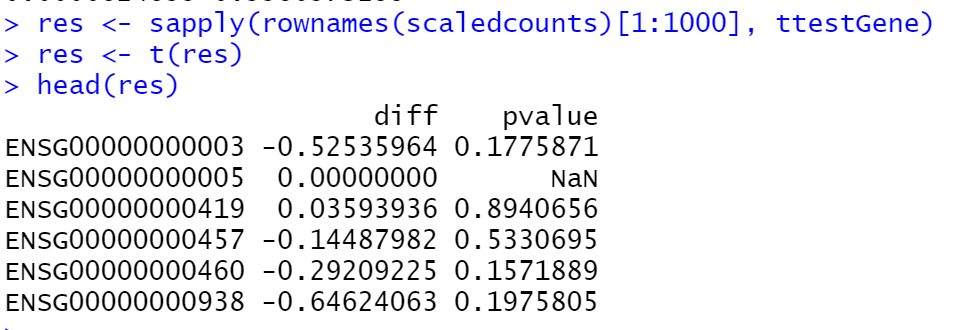 > res <- sapply(rownames(scaledcounts)[1:1000], ttestGene)
> res <- t(res)
> head(res)
                       diff    pvalue
ENSG00000000003 -0.52535964 0.1775871
ENSG00000000005  0.00000000       NaN
ENSG00000000419  0.03593936 0.8940656
ENSG00000000457 -0.14487982 0.5330695
ENSG00000000460 -0.29209225 0.1571889
ENSG00000000938 -0.64624063 0.1975805